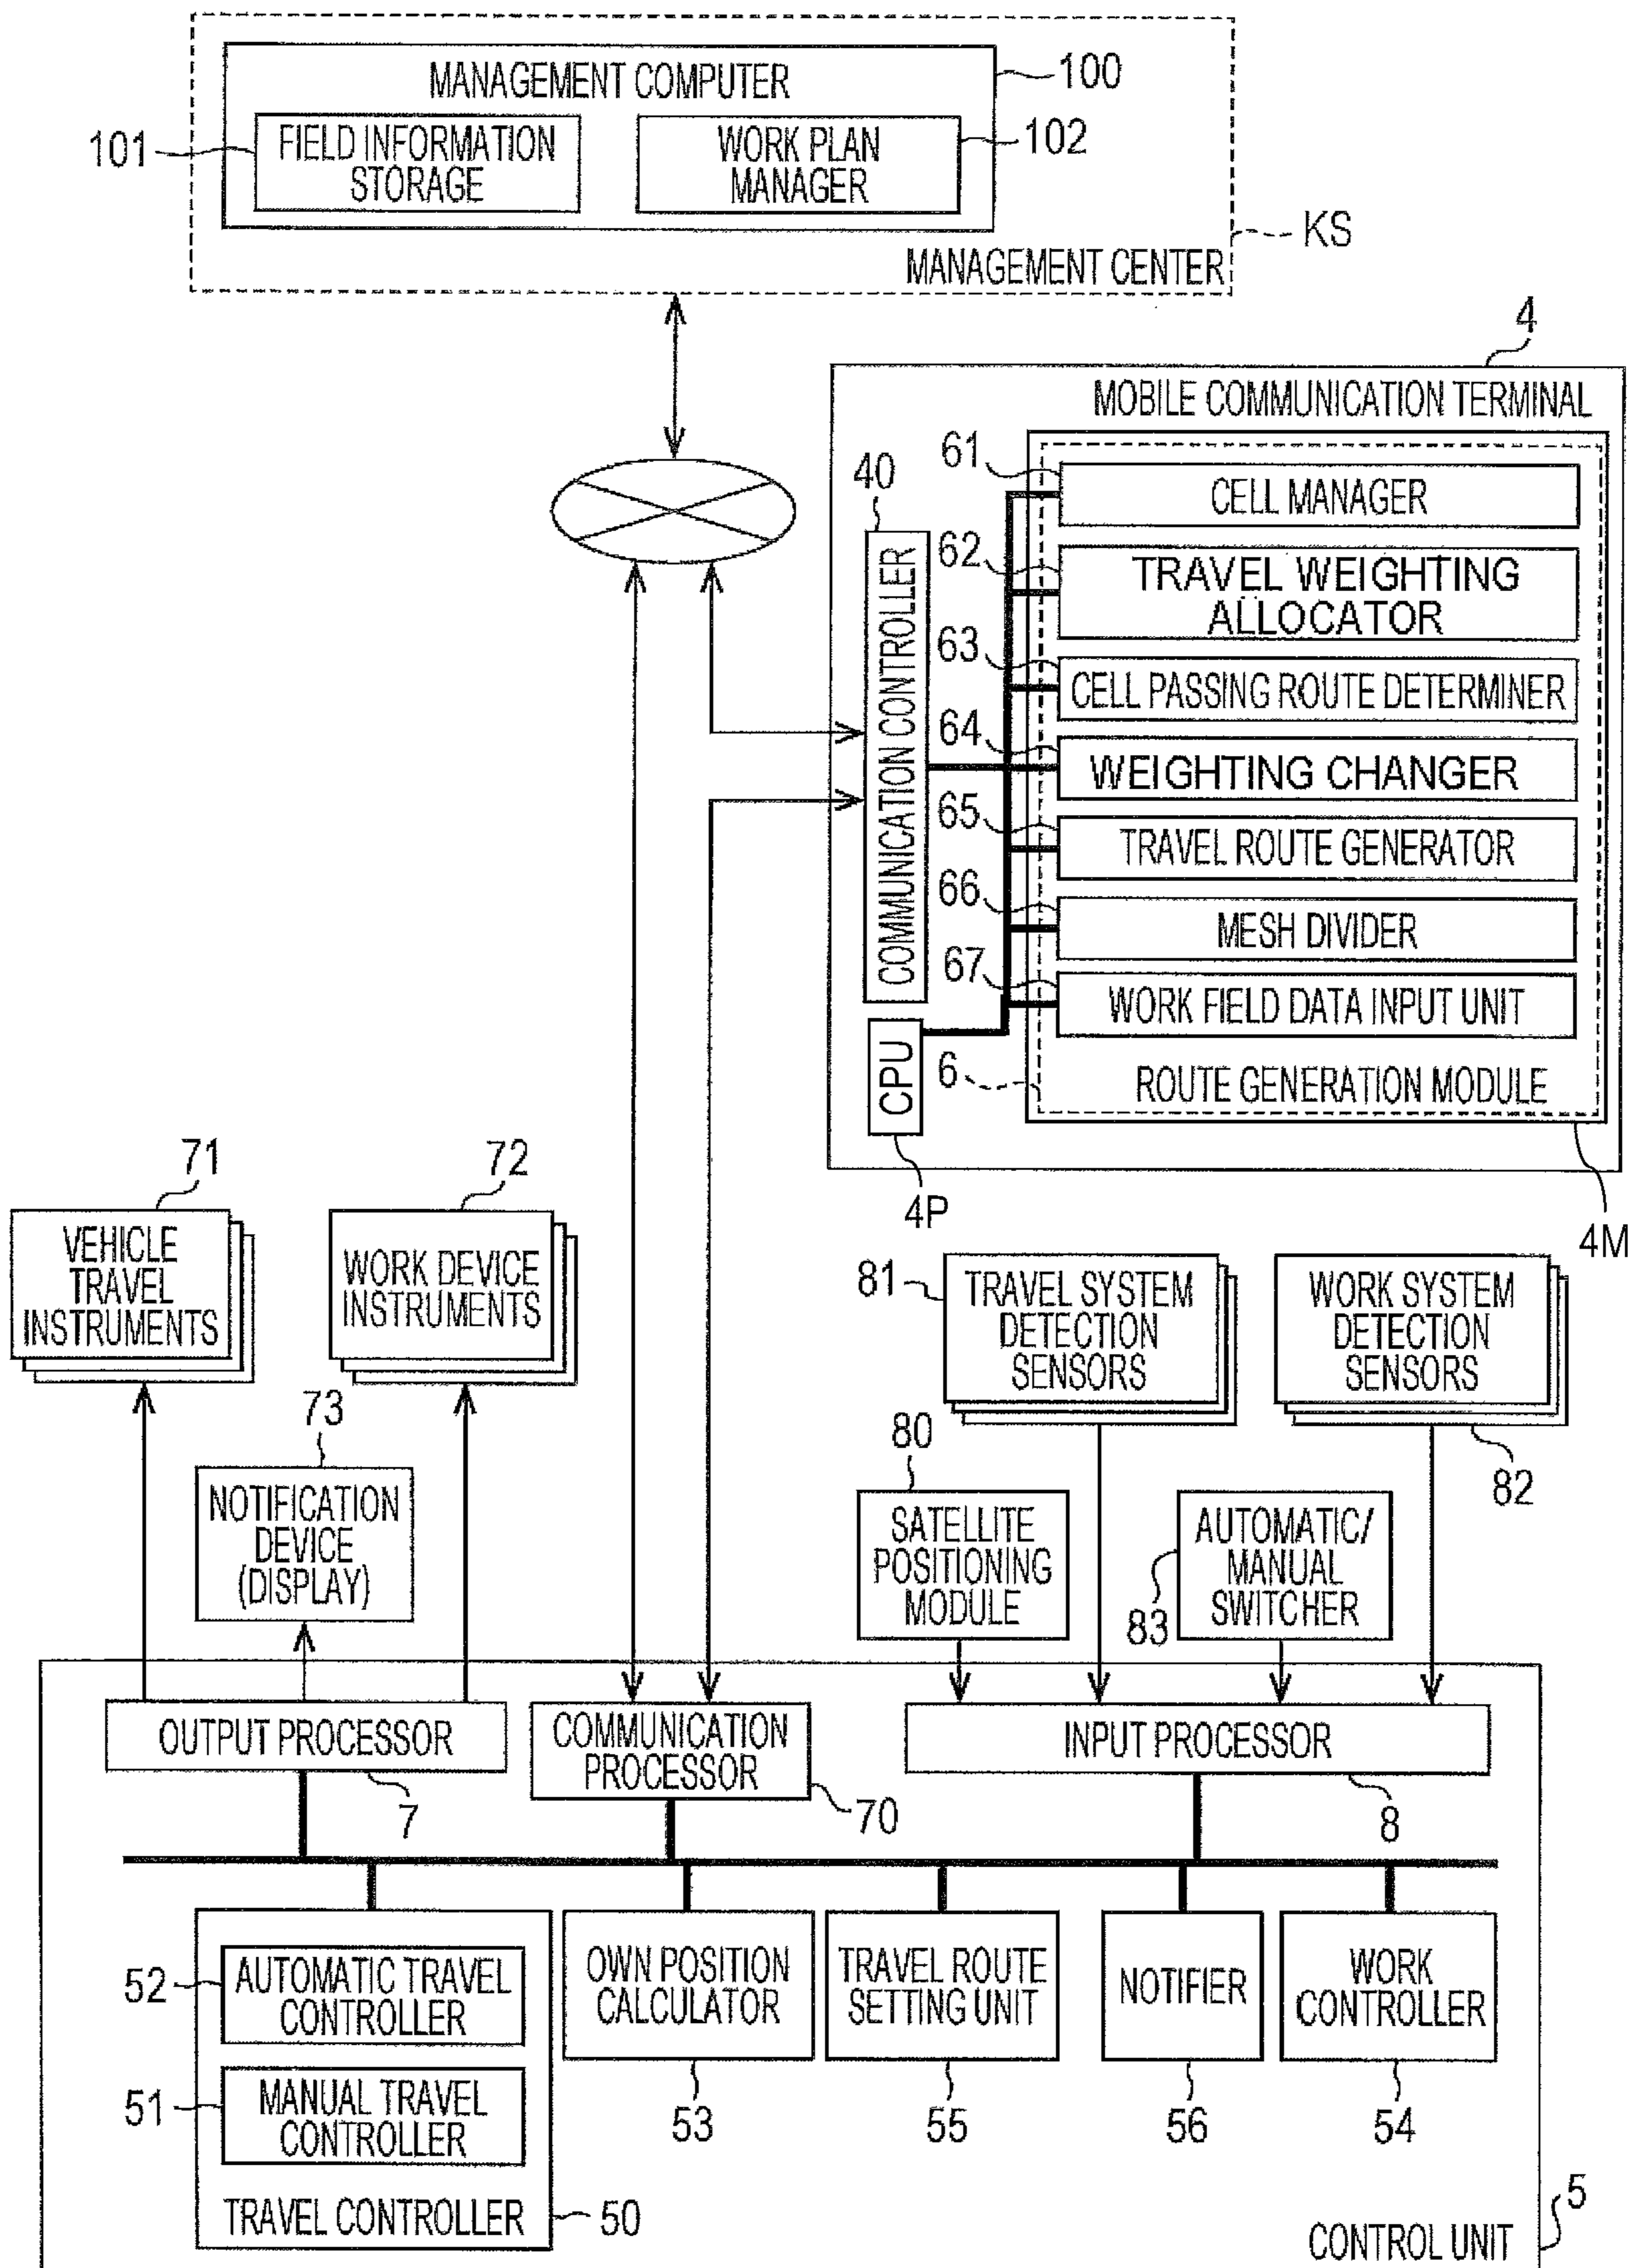 MANAGEMENT COMPUTER
100
101
FIELD INFORMATION
STORAGE
WORK PLAN
MANAGER
102
KS
MANAGEMENT CENTER
4
MOBILE COMMUNICATION TERMINAL
40
COMMUNICATION CONTROLLER
61
CELL MANAGER
62
TRAVEL WEIGHTING
ALLOCATOR
63
CELL PASSING ROUTE DETERMINER
64
WEIGHTING CHANGER
65
TRAVEL ROUTE GENERATOR
66
MESH DIVIDER
67
WORK FIELD DATA INPUT UNIT
6
ROUTE GENERATION MODULE
CPU
4P
4M
71
VEHICLE
TRAVEL
INSTRUMENTS
72
WORK DEVICE
INSTRUMENTS
73
NOTIFICATION
DEVICE
(DISPLAY)
81
TRAVEL SYSTEM
DETECTION
SENSORS
WORK SYSTEM
DETECTION
SENSORS
82
80
SATELLITE
POSITIONING
MODULE
83
AUTOMATIC/
MANUAL
SWITCHER
OUTPUT PROCESSOR
7
COMMUNICATION
PROCESSOR
70
INPUT PROCESSOR
8
52
AUTOMATIC TRAVEL
CONTROLLER
51
MANUAL TRAVEL
CONTROLLER
TRAVEL CONTROLLER
50
OWN POSITION
CALCULATOR
53
TRAVEL ROUTE
SETTING UNIT
55
NOTIFIER
56
WORK
CONTROLLER
54
5
CONTROL UNIT